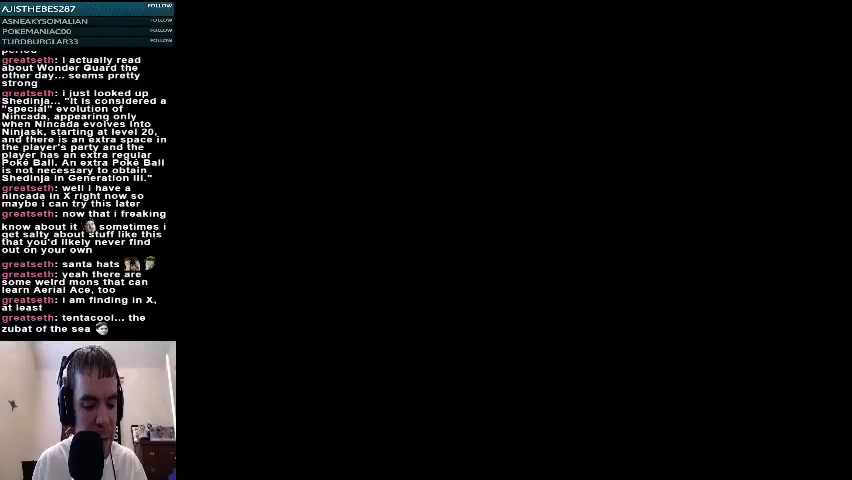 AJISTHEBES287 FOLLOW
ASNEAKYSOMALIAN FOLLOW
POKEMANIAC00 FOLLOW
TURDBURGLAR33 FOLLOW
period
greatseth: i actually read
about Wonder Guard the
other day... seems pretty
strong
greatseth: i just looked up
Shedinja... "It is considered a
"special" evolution of
Nincada, appearing only
when Nincada evolves into
Ninjask, starting at level 20,
and there is an extra space in
the player's party and the
player has an extra regular
Poké Ball. An extra Poké Ball
is not necessary to obtain
Shedinja in Generation III."
greatseth: well i have a
nincada in X right now so
maybe i can try this later
greatseth: now that i freaking
know about it sometimes i
get salty about stuff like this
that you'd likely never find
out on your own
greatseth: santa hats
greatseth: yeah there are
some weird mons that can
learn Aerial Ace, too
greatseth: i am finding in X,
at least
greatseth: tentacool... the
zubat of the sea